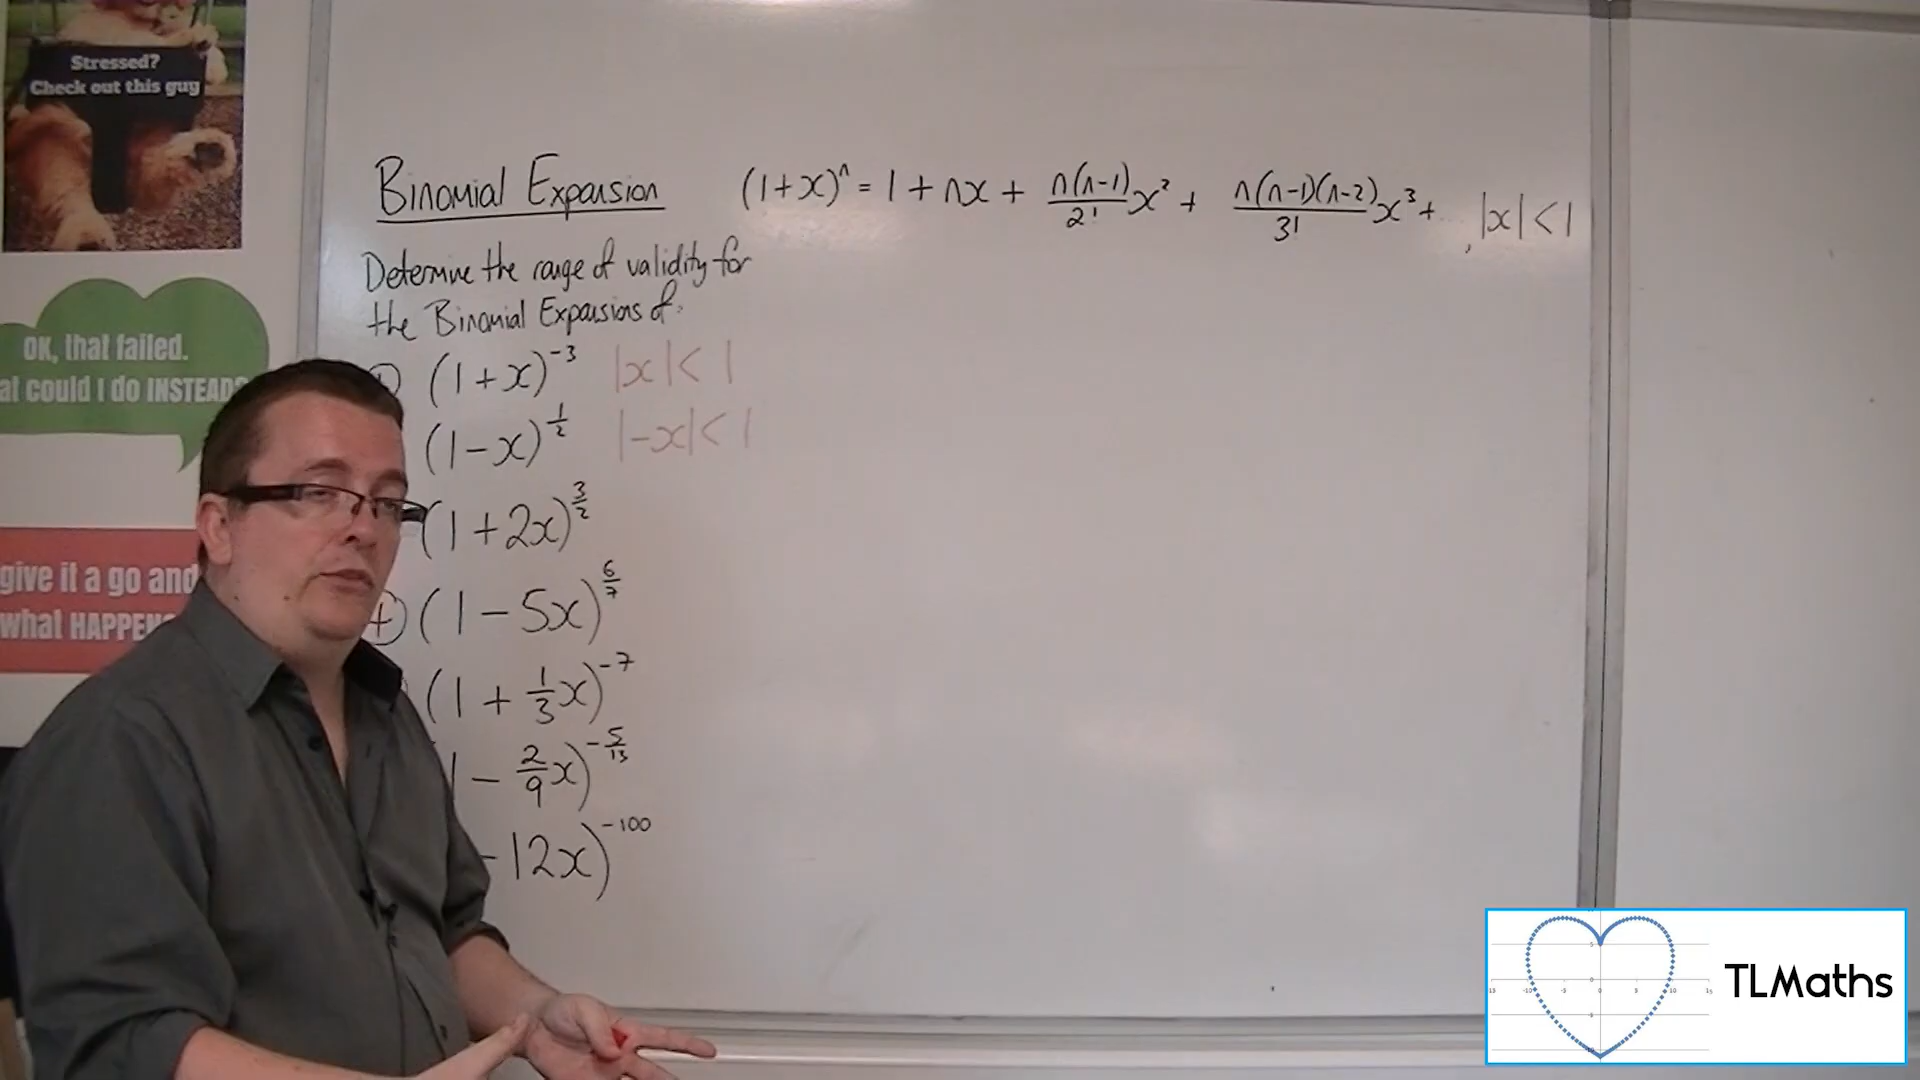 Stressed?
Check out this guy
Binomial Expansion
(1+x)ⁿ = 1 + nx + n(n-1)/2! x² + n(n-1)(n-2)/3! x³ + ... , |x| < 1
Determine the range of validity for
the Binomial Expansions of:
(1+x)^-3 |x| < 1
(1-x)^1/2 |-x| < 1
(1+2x)^3/2
(1-5x)^6/7
(1+1/3x)^-7
1-2/9x)^-5/13
-12x)^-100
OK, that failed.
at could I do INSTEAD?
give it a go and
what HAPPEN
TLMaths